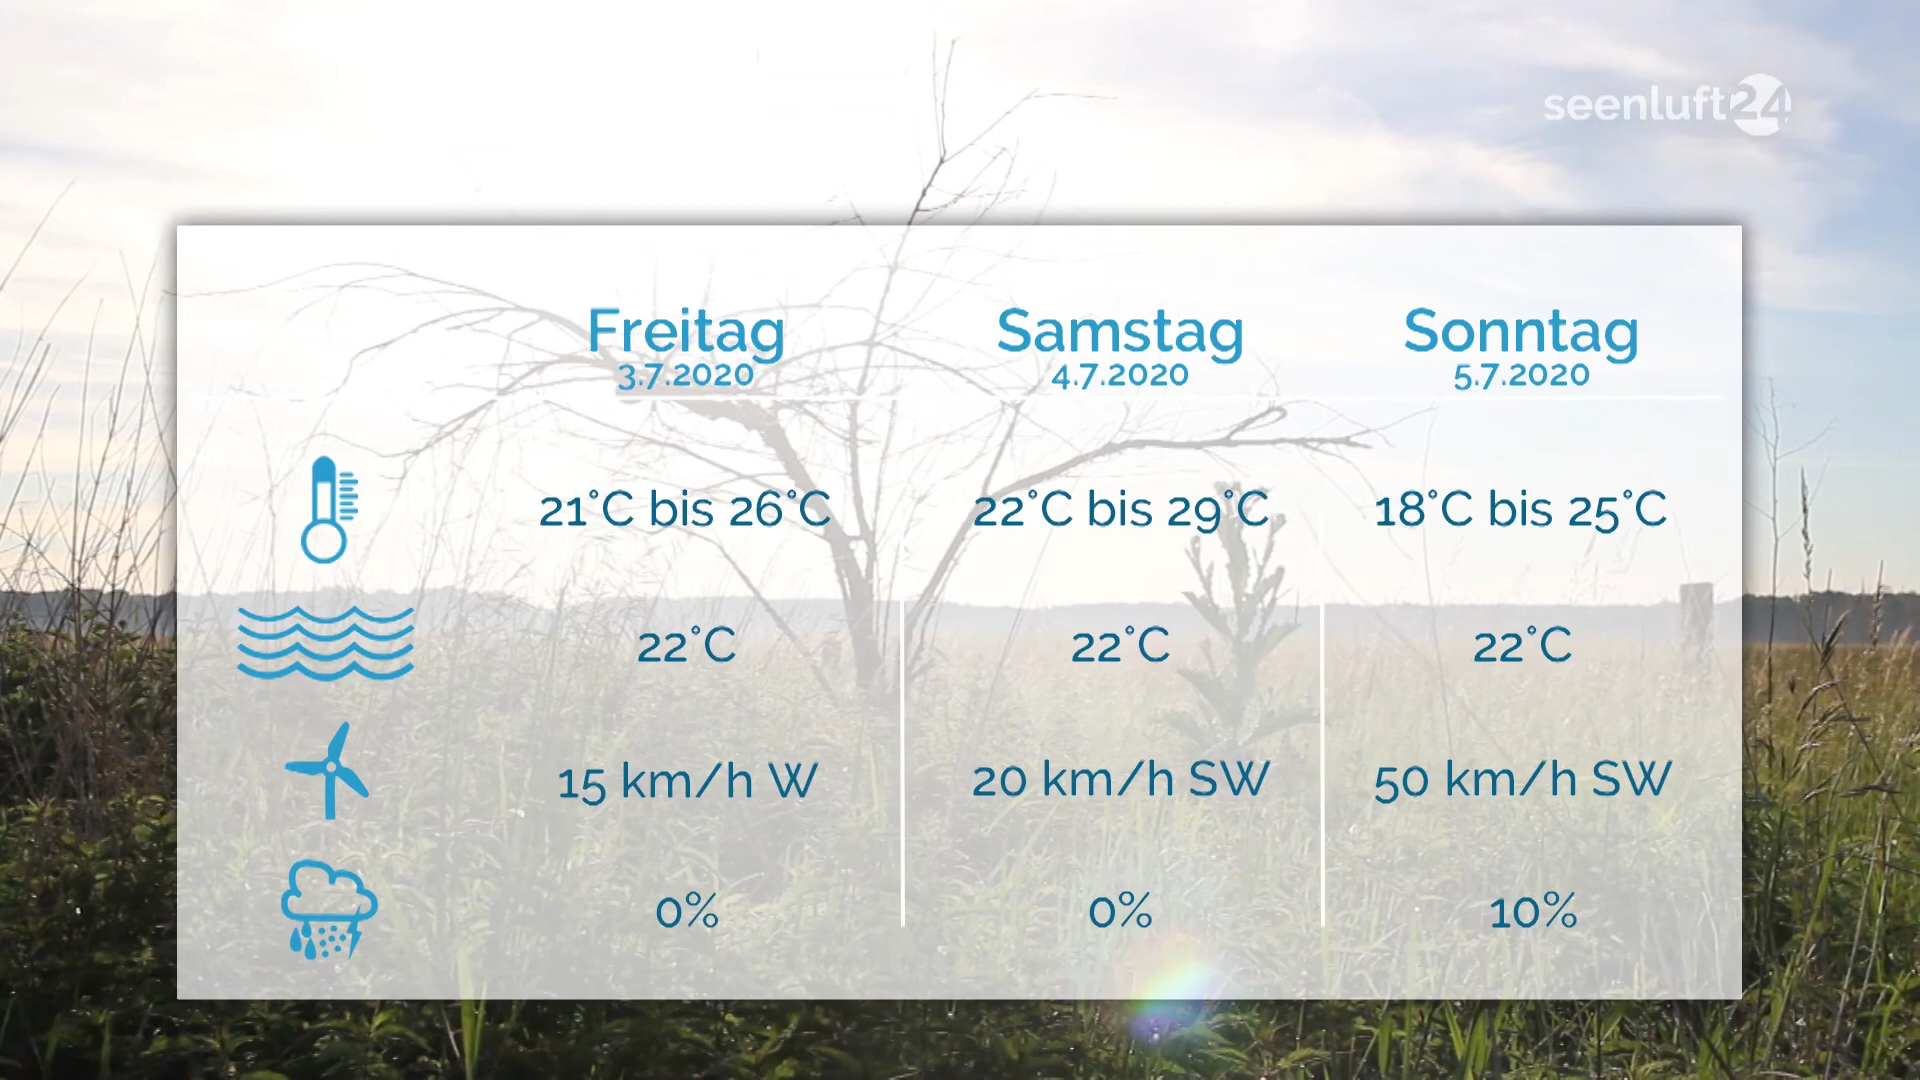 seenluft24
Freitag Samstag Sonntag
3.7.2020 4.7.2020 5.7.2020
21°C bis 26°C 22°C bis 29°C 18°C bis 25°C
22°C 22°C 22°C
15 km/h W 20 km/h SW 50 km/h SW
0% 0% 10%